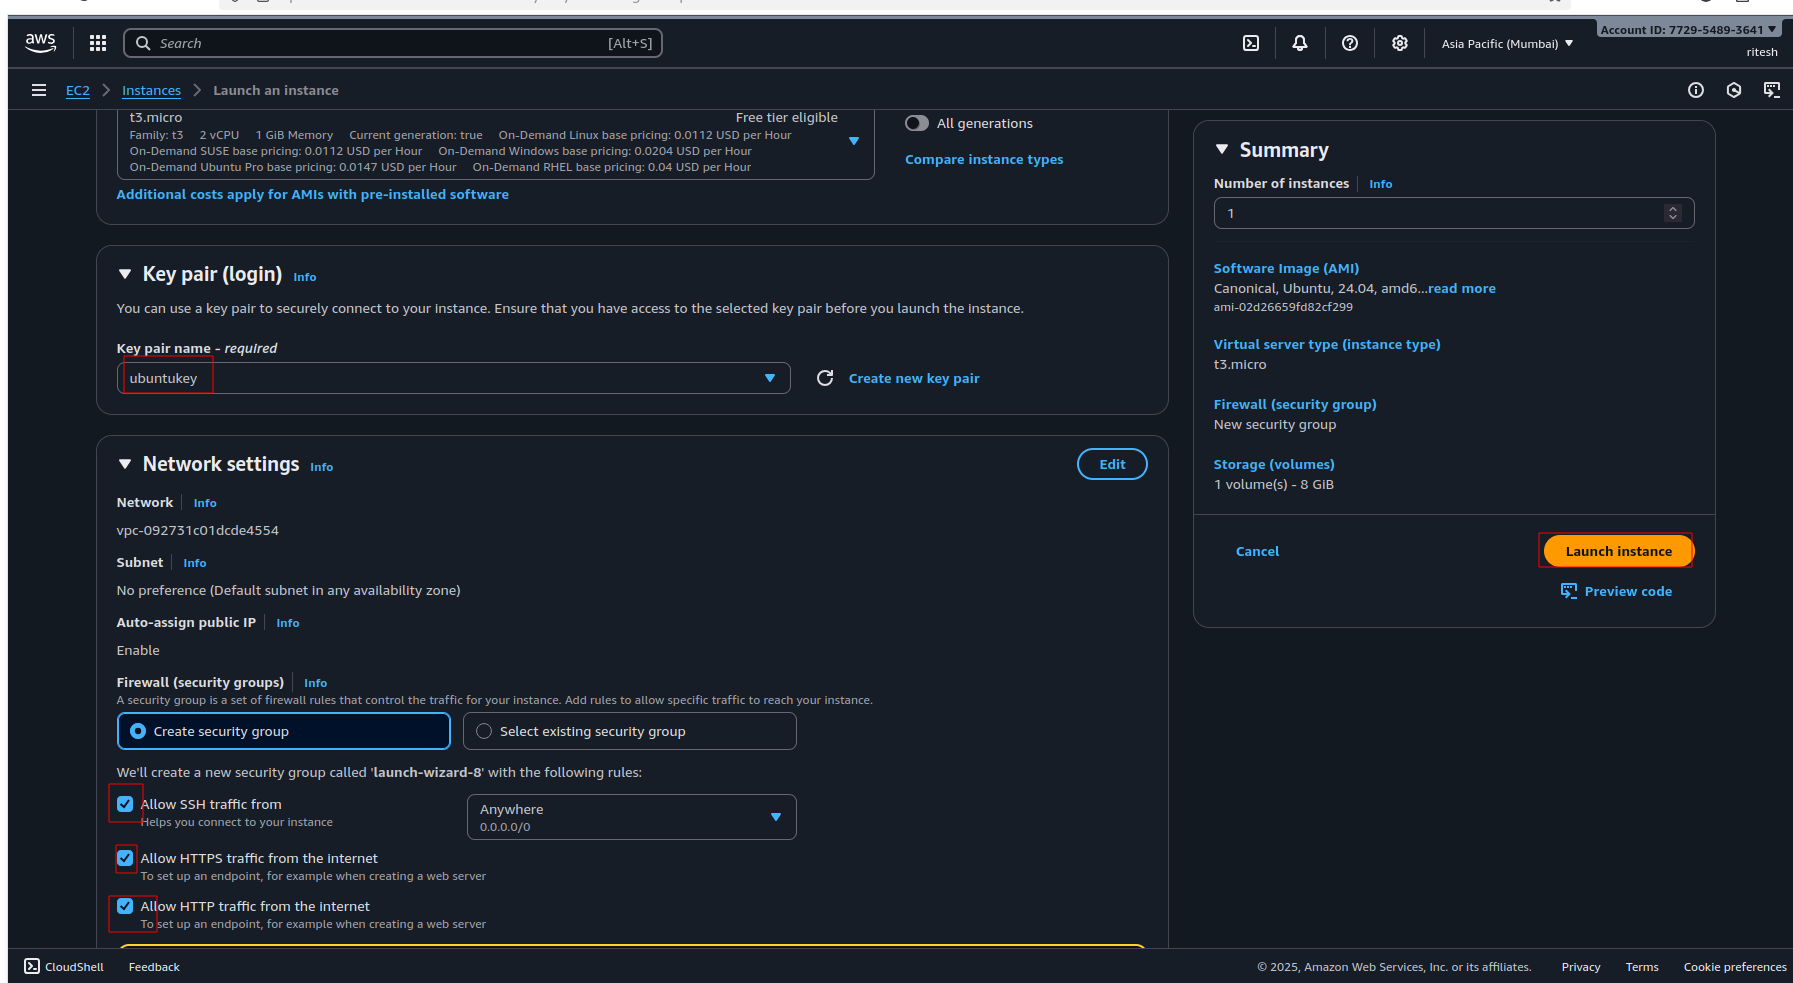 aws
Search [Alt+S]
Asia Pacific (Mumbai)
Account ID: 7729-5489-3641
ritesh
EC2 Instances Launch an instance
t3.micro Free tier eligible
Family: t3 2 vCPU 1 GiB Memory Current generation: true On-Demand Linux base pricing: 0.0112 USD per Hour
On-Demand SUSE base pricing: 0.0112 USD per Hour On-Demand Windows base pricing: 0.0204 USD per Hour
On-Demand Ubuntu Pro base pricing: 0.0147 USD per Hour On-Demand RHEL base pricing: 0.04 USD per Hour
All generations
Compare instance types
Additional costs apply for AMIs with pre-installed software
Key pair (login) Info
You can use a key pair to securely connect to your instance. Ensure that you have access to the selected key pair before you launch the instance.
Key pair name - required
ubuntukey
Create new key pair
Network settings Info
Edit
Network Info
vpc-092731c01dcde4554
Subnet Info
No preference (Default subnet in any availability zone)
Auto-assign public IP Info
Enable
Firewall (security groups) Info
A security group is a set of firewall rules that control the traffic for your instance. Add rules to allow specific traffic to reach your instance.
Create security group
Select existing security group
We'll create a new security group called 'launch-wizard-8' with the following rules:
Allow SSH traffic from
Helps you connect to your instance
Anywhere
0.0.0.0/0
Allow HTTPS traffic from the internet
To set up an endpoint, for example when creating a web server
Allow HTTP traffic from the internet
To set up an endpoint, for example when creating a web server
Summary
Number of instances Info
1
Software Image (AMI)
Canonical, Ubuntu, 24.04, amd6...read more
ami-02d26659fd82cf299
Virtual server type (instance type)
t3.micro
Firewall (security group)
New security group
Storage (volumes)
1 volume(s) - 8 GiB
Cancel
Launch instance
Preview code
CloudShell Feedback
© 2025, Amazon Web Services, Inc. or its affiliates. Privacy Terms Cookie preferences